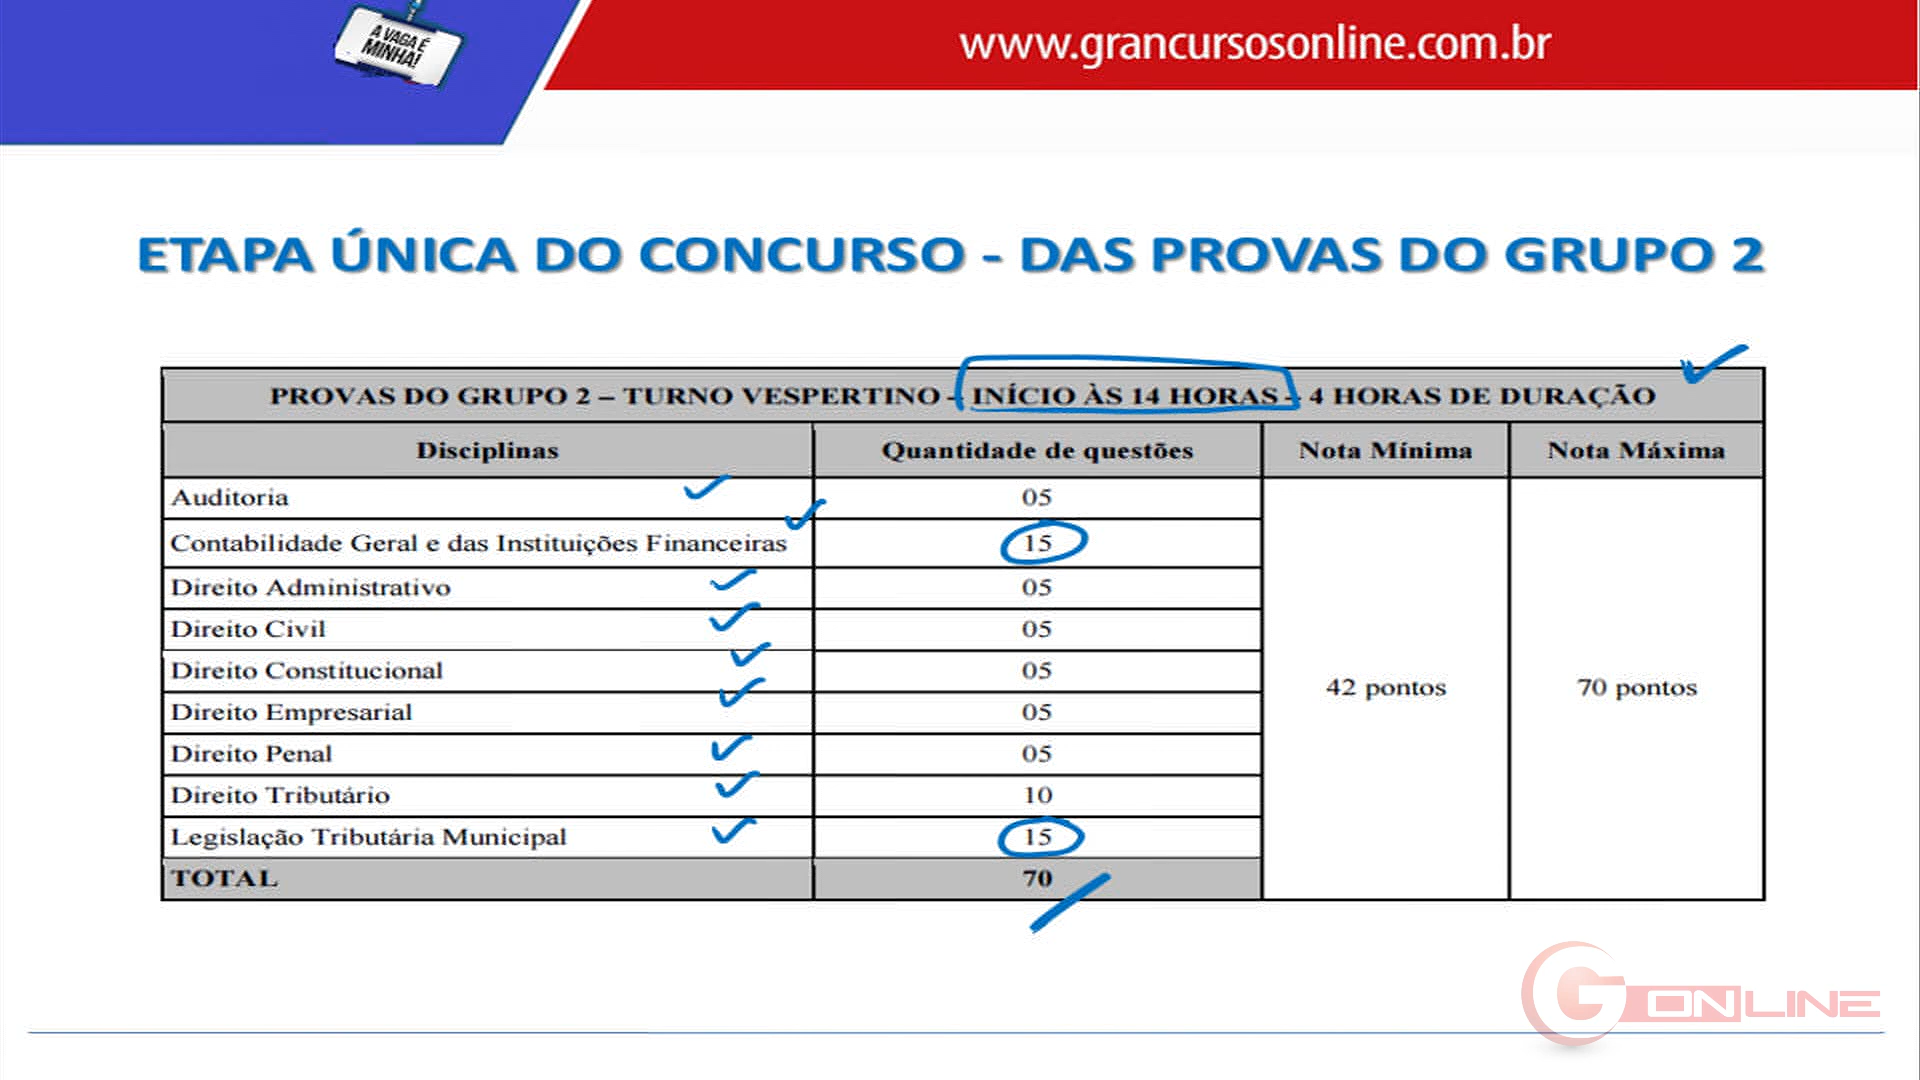 A VAGA É
MINHA!
www.grancursosonline.com.br
ETAPA ÚNICA DO CONCURSO - DAS PROVAS DO GRUPO 2
PROVAS DO GRUPO 2 – TURNO VESPERTINO – INÍCIO ÀS 14 HORAS – 4 HORAS DE DURAÇÃO
Disciplinas Quantidade de questões Nota Mínima Nota Máxima
Auditoria 05
Contabilidade Geral e das Instituições Financeiras 15
Direito Administrativo 05
Direito Civil 05
Direito Constitucional 05
Direito Empresarial 05
42 pontos 70 pontos
Direito Penal 05
Direito Tributário 10
Legislação Tributária Municipal 15
TOTAL 70
G ONLINE